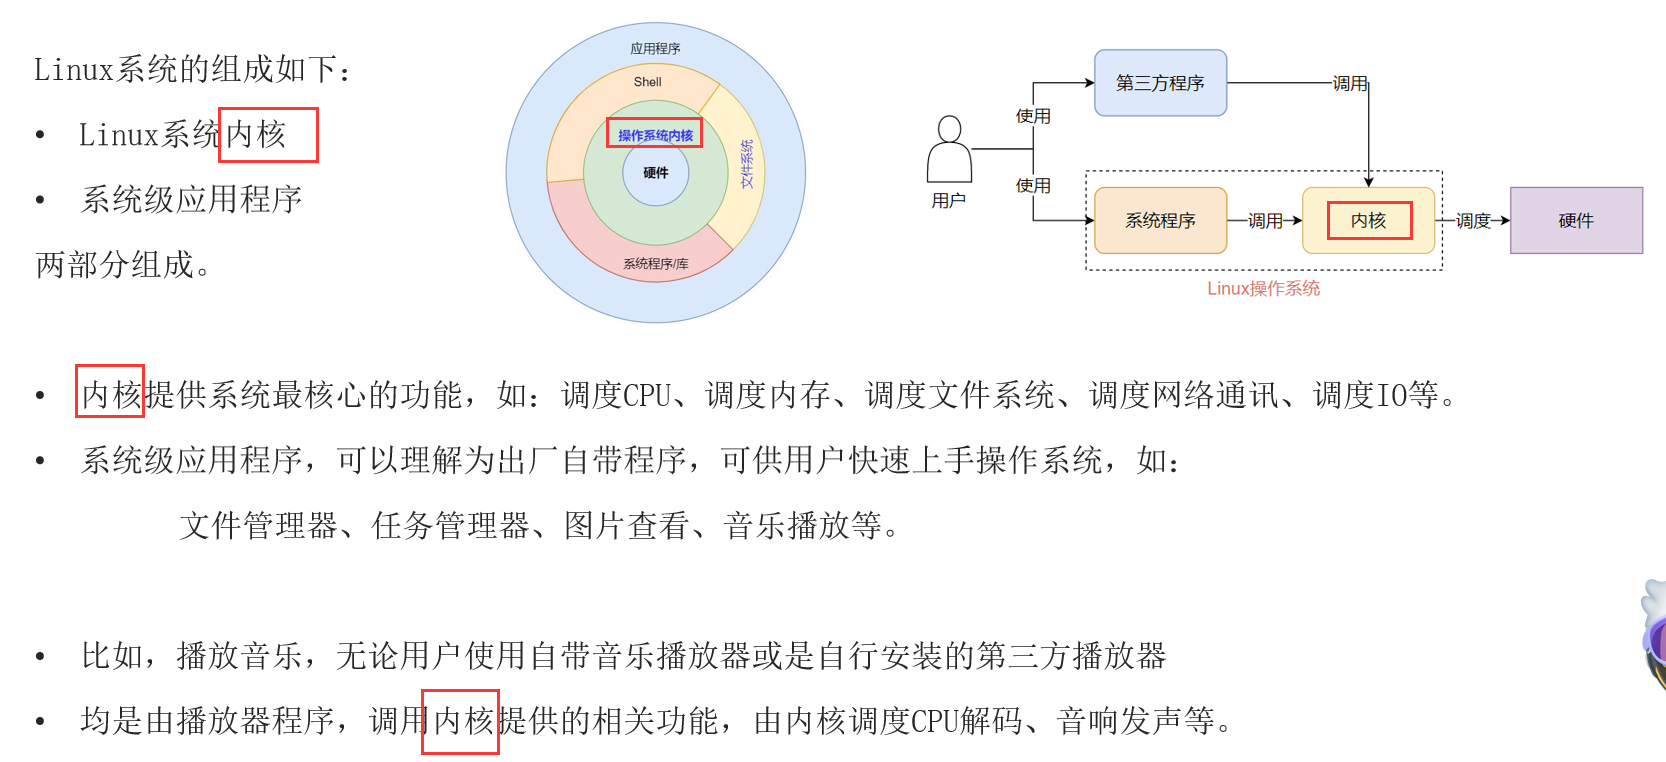 Linux系统的组成如下：
• Linux系统内核
• 系统级应用程序
两部分组成。
应用程序
Shell
操作系统内核
硬件
文件系统
系统程序/库
用户
使用
使用
第三方程序
调用
系统程序
调用
内核
调度
硬件
Linux操作系统
• 内核提供系统最核心的功能，如：调度CPU、调度内存、调度文件系统、调度网络通讯、调度IO等。
• 系统级应用程序，可以理解为出厂自带程序，可供用户快速上手操作系统，如：
文件管理器、任务管理器、图片查看、音乐播放等。
• 比如，播放音乐，无论用户使用自带音乐播放器或是自行安装的第三方播放器
• 均是由播放器程序，调用内核提供的相关功能，由内核调度CPU解码、音响发声等。